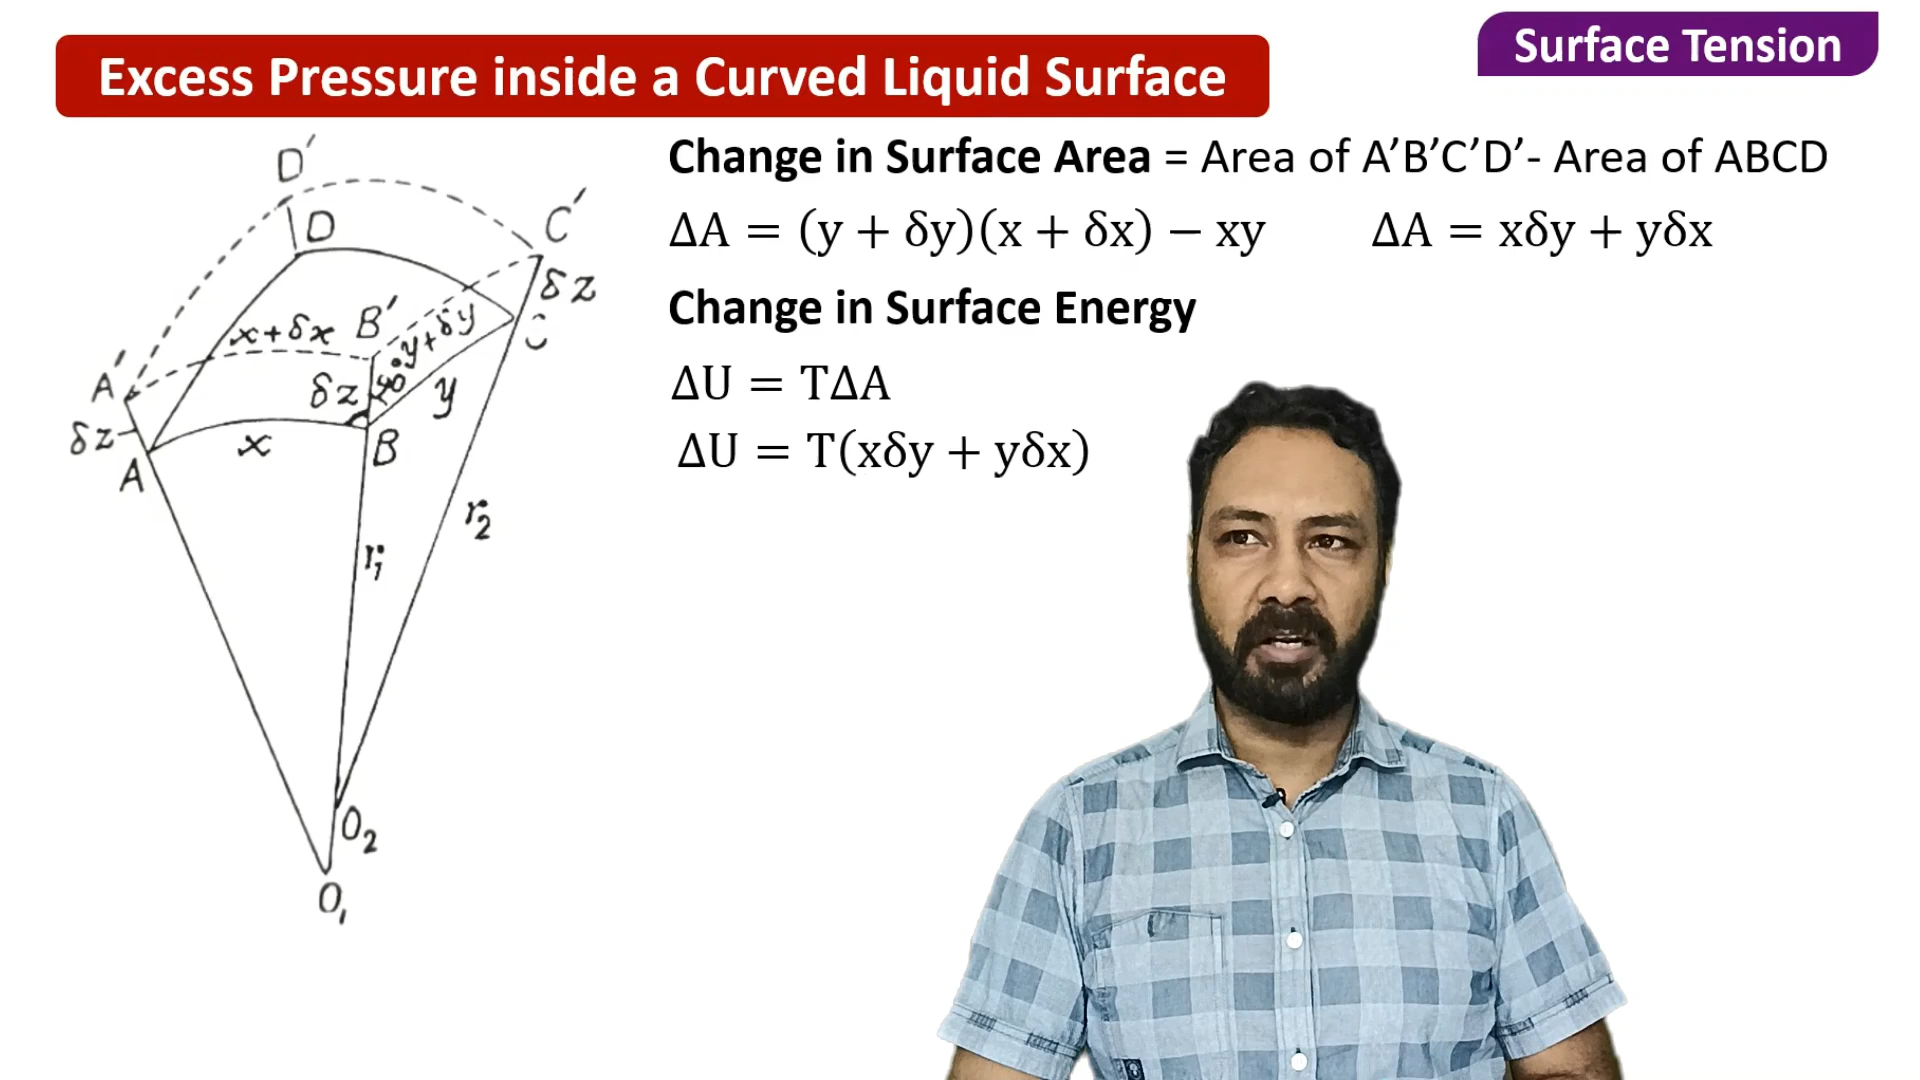 Excess Pressure inside a Curved Liquid Surface
Surface Tension
Change in Surface Area = Area of A’B’C’D’- Area of ABCD
ΔA = (y + δy)(x + δx) − xy
ΔA = xδy + yδx
Change in Surface Energy
ΔU = TΔA
ΔU = T(xδy + yδx)
D'
C'
D
δz
B'
x+δx
y+δy
C
A'
δz
90°
y
δz
x
B
A
r2
r1
O2
O1